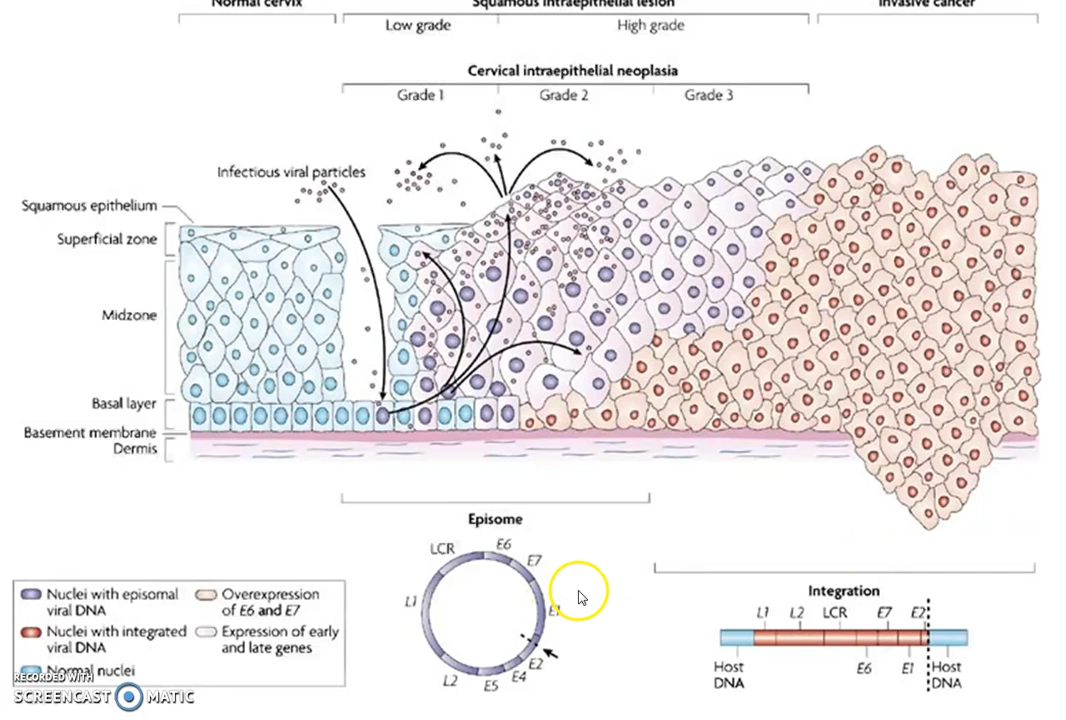 Normal cervix
Squamous intraepithelial lesion
Invasive cancer
Low grade
High grade
Cervical intraepithelial neoplasia
Grade 1
Grade 2
Grade 3
Infectious viral particles
Squamous epithelium
Superficial zone
Midzone
Basal layer
Basement membrane
Dermis
Episome
LCR
E6
E7
L1
E1
E2
E4
E5
L2
Integration
L1
L2
LCR
E7
E2
E6
E1
Host
DNA
Host
DNA
Nuclei with episomal
viral DNA
Nuclei with integrated
viral DNA
Normal nuclei
Overexpression
of E6 and E7
Expression of early
and late genes
RECORDED WITH
SCREENCAST
MATIC